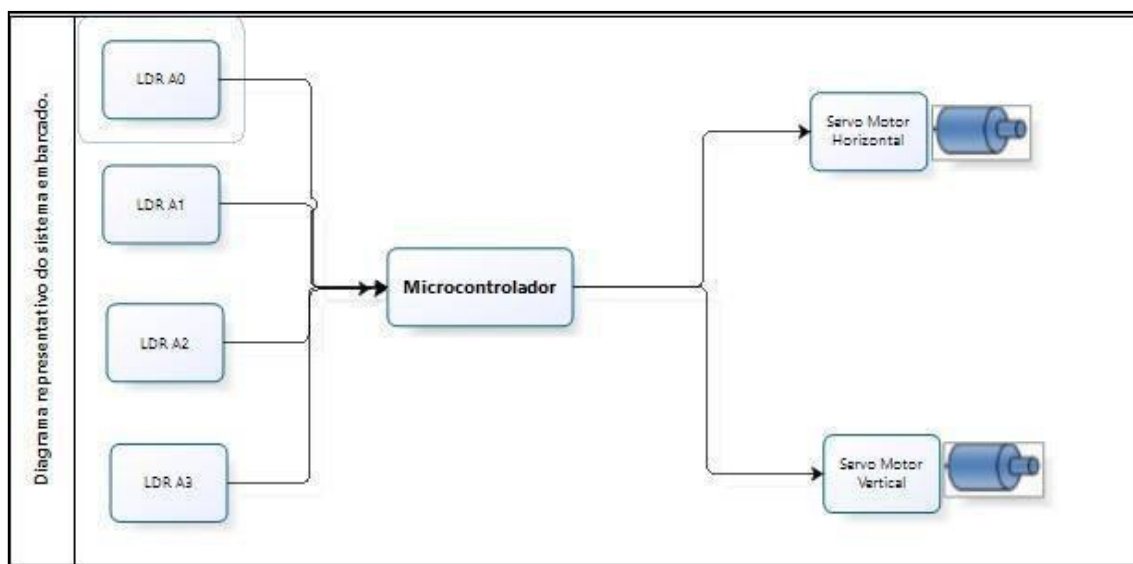 Diagrama representativo do sistema embarcado.
LDR A0
LDR A1
LDR A2
LDR A3
Microcontrolador
Servo Motor
Horizontal
Servo Motor
Vertical